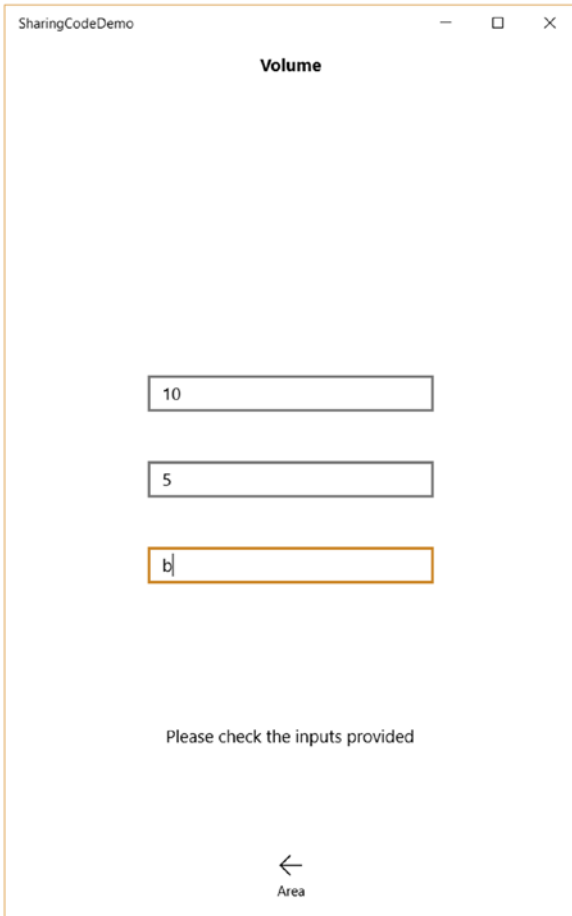 SharingCodeDemo
Volume
10
5
b
Please check the inputs provided
Area